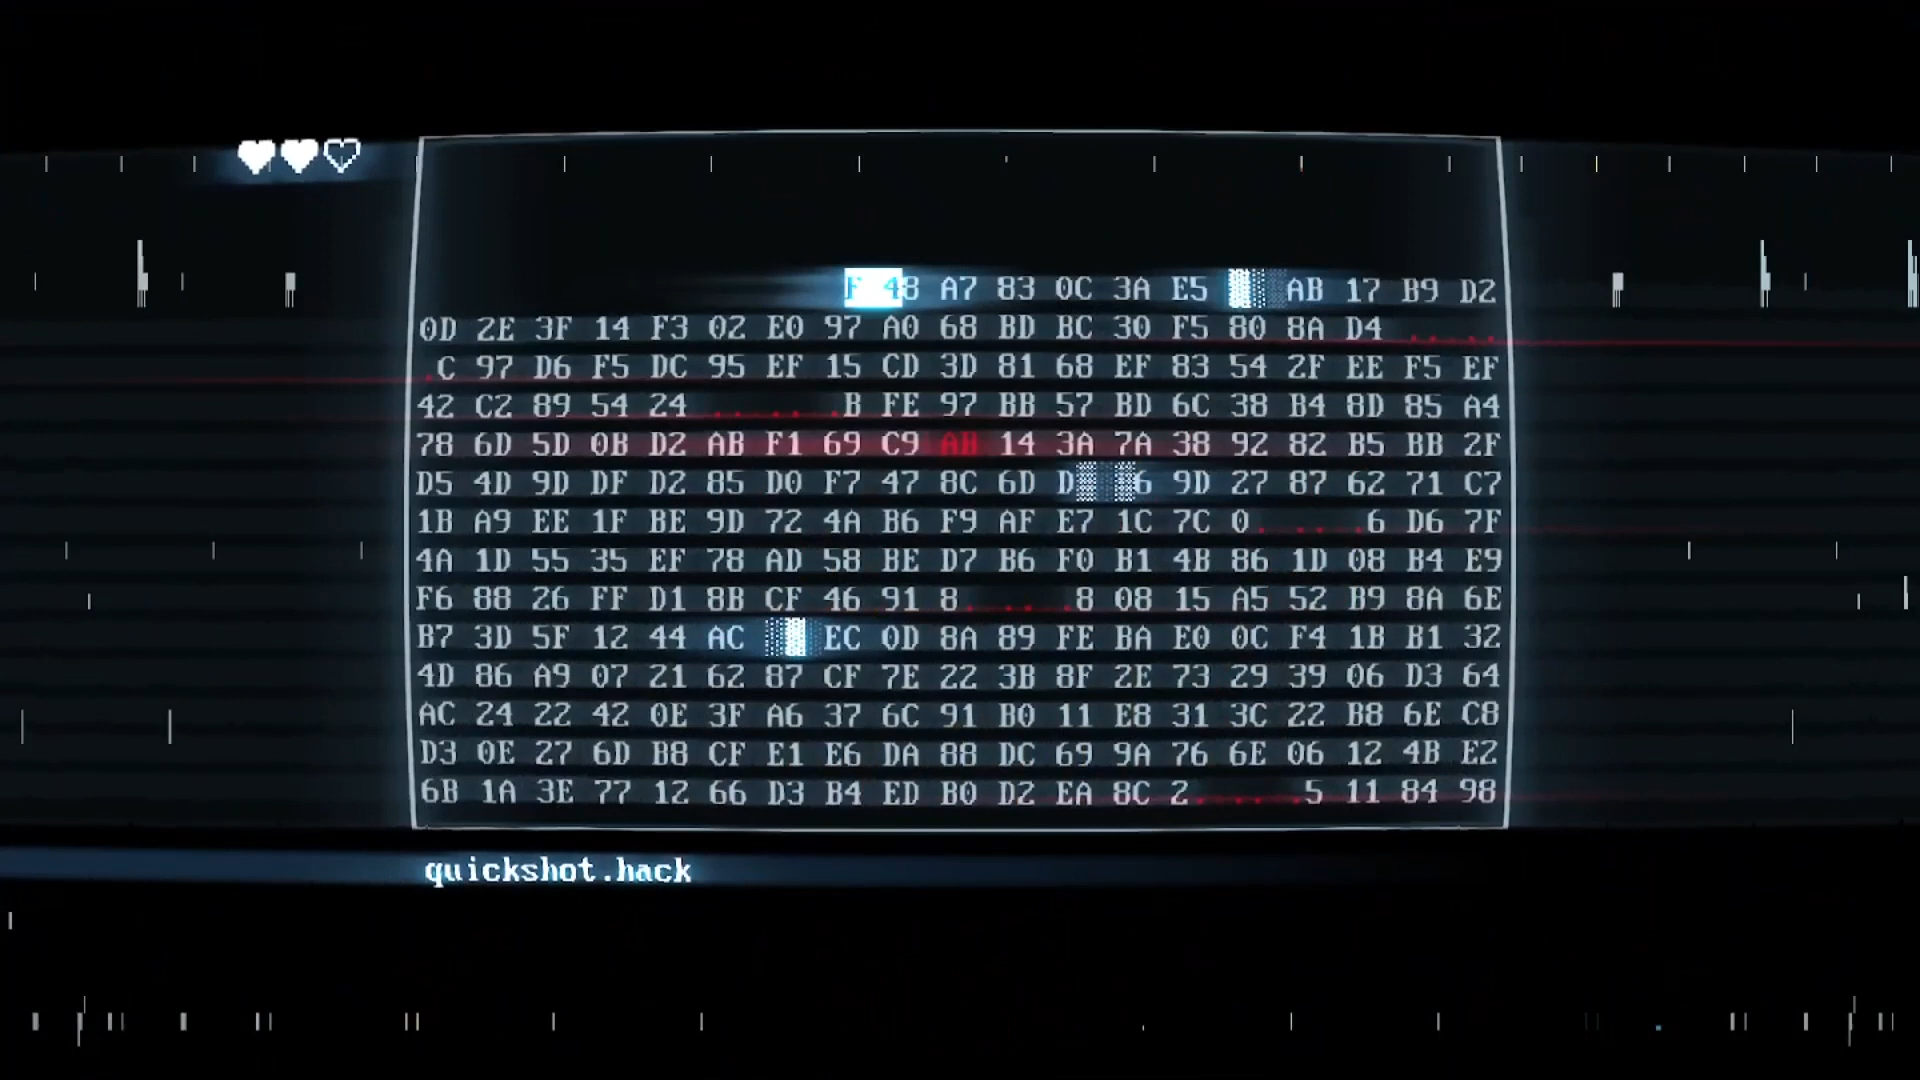 F 48 A7 83 0C 3A E5 AB 17 B9 D2
0D 2E 3F 14 F3 02 E0 97 A0 68 BD BC 30 F5 80 8A D4 .....
.C 97 D6 F5 DC 95 EF 15 CD 3D 81 68 EF 83 54 2F EE F5 EF
42 C2 89 54 24 .......B FE 97 BB 57 BD 6C 38 B4 8D 85 A4
78 6D 5D 0B D2 AB F1 69 C9 14 3A 7A 38 92 82 B5 BB 2F
D5 4D 9D DF D2 85 D0 F7 47 8C 6D D 6 9D 27 87 62 71 C7
1B A9 EE 1F BE 9D 72 4A B6 F9 AF E7 1C 7C 0......6 D6 7F
4A 1D 55 35 EF 78 AD 58 BE D7 B6 F0 B1 4B 86 1D 08 B4 E9
F6 88 26 FF D1 8B CF 46 91 8......8 08 15 A5 52 B9 8A 6E
B7 3D 5F 12 44 AC EC 0D 8A 89 FE BA E0 0C F4 1B B1 32
4D 86 A9 07 21 62 87 CF 7E 22 3B 8F 2E 73 29 39 06 D3 64
AC 24 22 42 0E 3F A6 37 6C 91 B0 11 E8 31 3C 22 B8 6E C8
D3 0E 27 6D B8 CF E1 E6 DA 88 DC 69 9A 76 6E 06 12 4B E2
6B 1A 3E 77 12 66 D3 B4 ED B0 D2 EA 8C 2......5 11 84 98
quickshot.hack